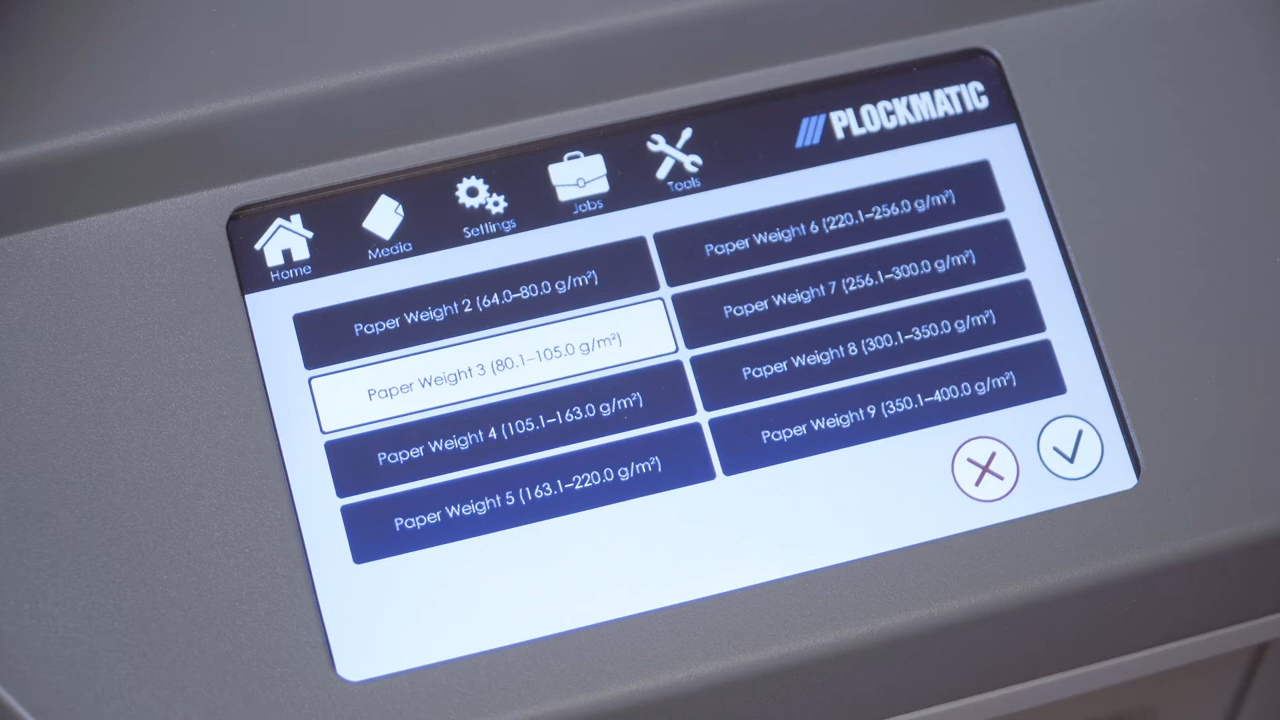 PLOCKMATIC
Home
Media
Settings
Jobs
Tools
Paper Weight 2 (64.0–80.0 g/m²)
Paper Weight 3 (80.1–105.0 g/m²)
Paper Weight 4 (105.1–163.0 g/m²)
Paper Weight 5 (163.1–220.0 g/m²)
Paper Weight 6 (220.1–256.0 g/m²)
Paper Weight 7 (256.1–300.0 g/m²)
Paper Weight 8 (300.1–350.0 g/m²)
Paper Weight 9 (350.1–400.0 g/m²)